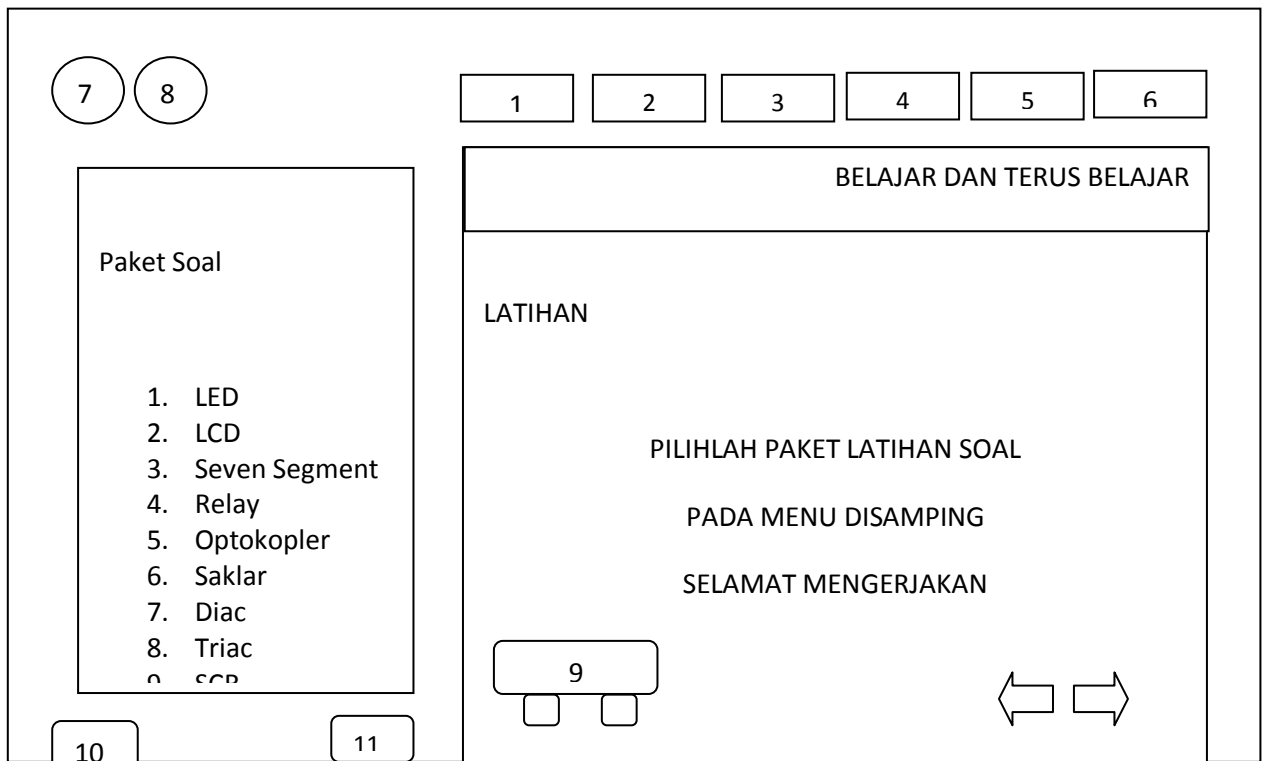 7 8
1 2 3 4 5 6
BELAJAR DAN TERUS BELAJAR
Paket Soal
1. LED
2. LCD
3. Seven Segment
4. Relay
5. Optokopler
6. Saklar
7. Diac
8. Triac
9. SCR
LATIHAN
PILIHLAH PAKET LATIHAN SOAL
PADA MENU DISAMPING
SELAMAT MENGERJAKAN
9
10 11